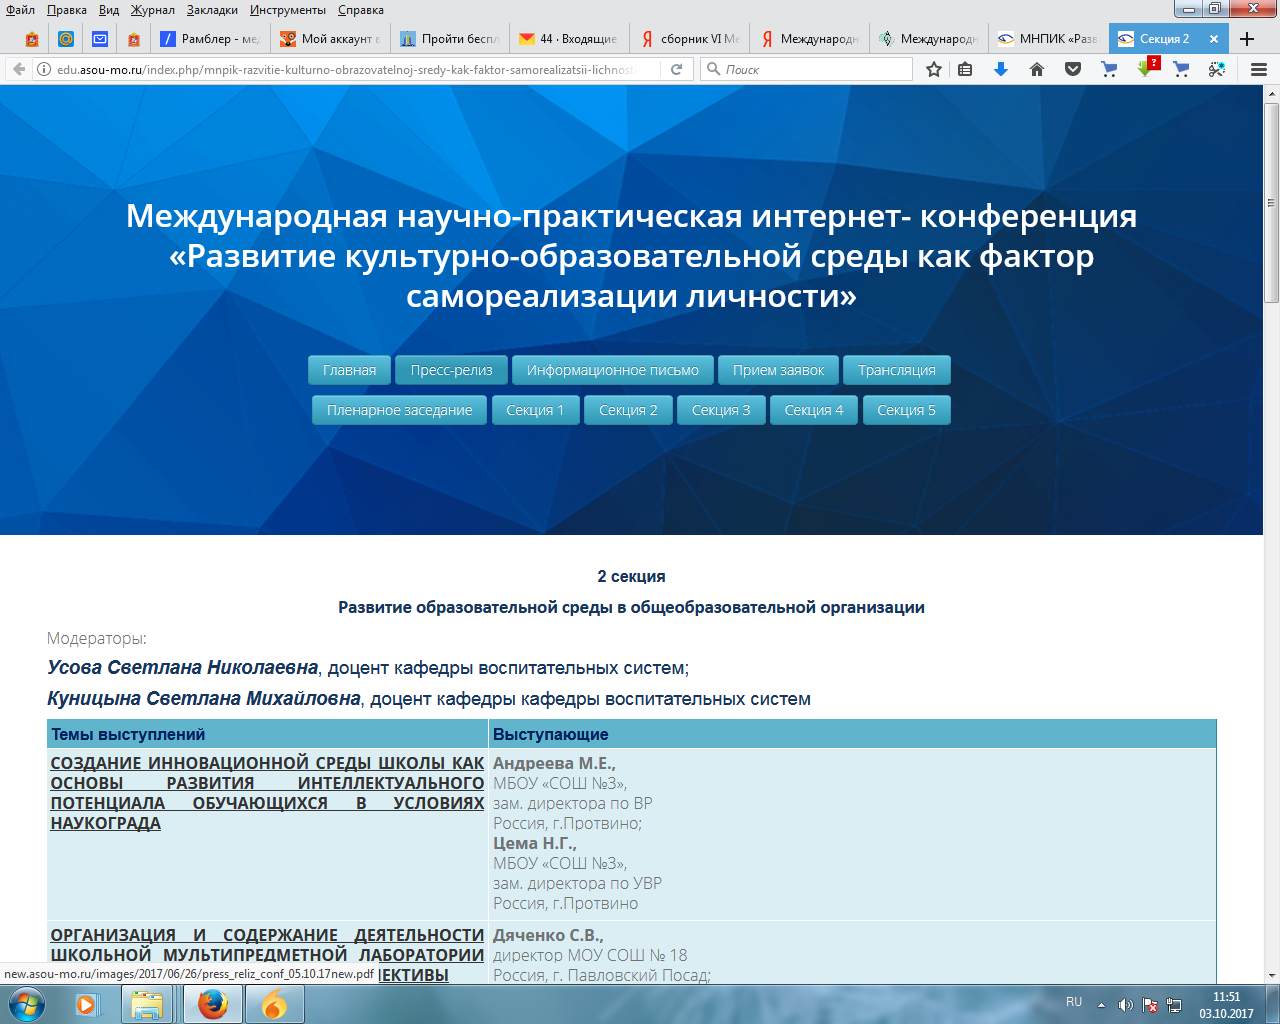 Файл Правка Вид Журнал Закладки Инструменты Справка
Рамблер - ме Мой аккаунт Пройти беспл 44 · Входящие сборник VI М Международн Международн МНПИК «Разв Секция 2
edu.asou-mo.ru/index.php/mnpik-razvitie-kulturno-obrazovatelnoj-sredy-kak-faktor-samorealizatsii-lichnost Поиск
Международная научно-практическая интернет- конференция
«Развитие культурно-образовательной среды как фактор
самореализации личности»
Главная Пресс-релиз Информационное письмо Прием заявок Трансляция
Пленарное заседание Секция 1 Секция 2 Секция 3 Секция 4 Секция 5
2 секция
Развитие образовательной среды в общеобразовательной организации
Модераторы:
Усова Светлана Николаевна, доцент кафедры воспитательных систем;
Куницына Светлана Михайловна, доцент кафедры кафедры воспитательных систем
Темы выступлений
Выступающие
СОЗДАНИЕ ИННОВАЦИОННОЙ СРЕДЫ ШКОЛЫ КАК
ОСНОВЫ РАЗВИТИЯ ИНТЕЛЛЕКТУАЛЬНОГО
ПОТЕНЦИАЛА ОБУЧАЮЩИХСЯ В УСЛОВИЯХ
НАУКОГРАДА
Андреева М.Е.,
МБОУ «СОШ №3»,
зам. директора по ВР
Россия, г.Протвино;
Цема Н.Г.,
МБОУ «СОШ №3»,
зам. директора по УВР
Россия, г.Протвино
ОРГАНИЗАЦИЯ И СОДЕРЖАНИЕ ДЕЯТЕЛЬНОСТИ
ШКОЛЬНОЙ МУЛЬТИПРЕДМЕТНОЙ ЛАБОРАТОРИИ
ЕКТИВЫ
Дяченко С.В.,
директор МОУ СОШ № 18
Россия, г. Павловский Посад;
new.asou-mo.ru/images/2017/06/26/press_reliz_conf_05.10.17new.pdf
RU
11:51
03.10.2017